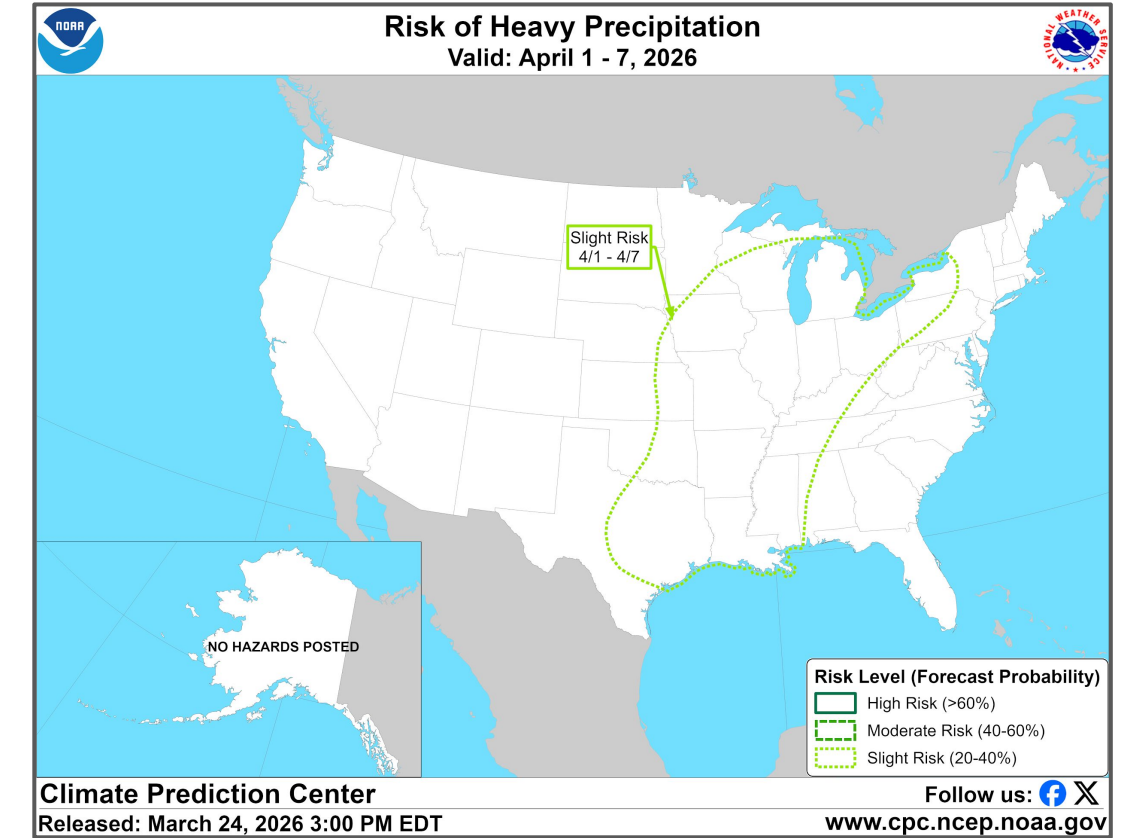 NOAA
Risk of Heavy Precipitation
Valid: April 1 - 7, 2026
NATIONAL WEATHER SERVICE
Slight Risk
4/1 - 4/7
NO HAZARDS POSTED
Risk Level (Forecast Probability)
High Risk (>60%)
Moderate Risk (40-60%)
Slight Risk (20-40%)
Climate Prediction Center
Follow us:
Released: March 24, 2026 3:00 PM EDT
www.cpc.ncep.noaa.gov